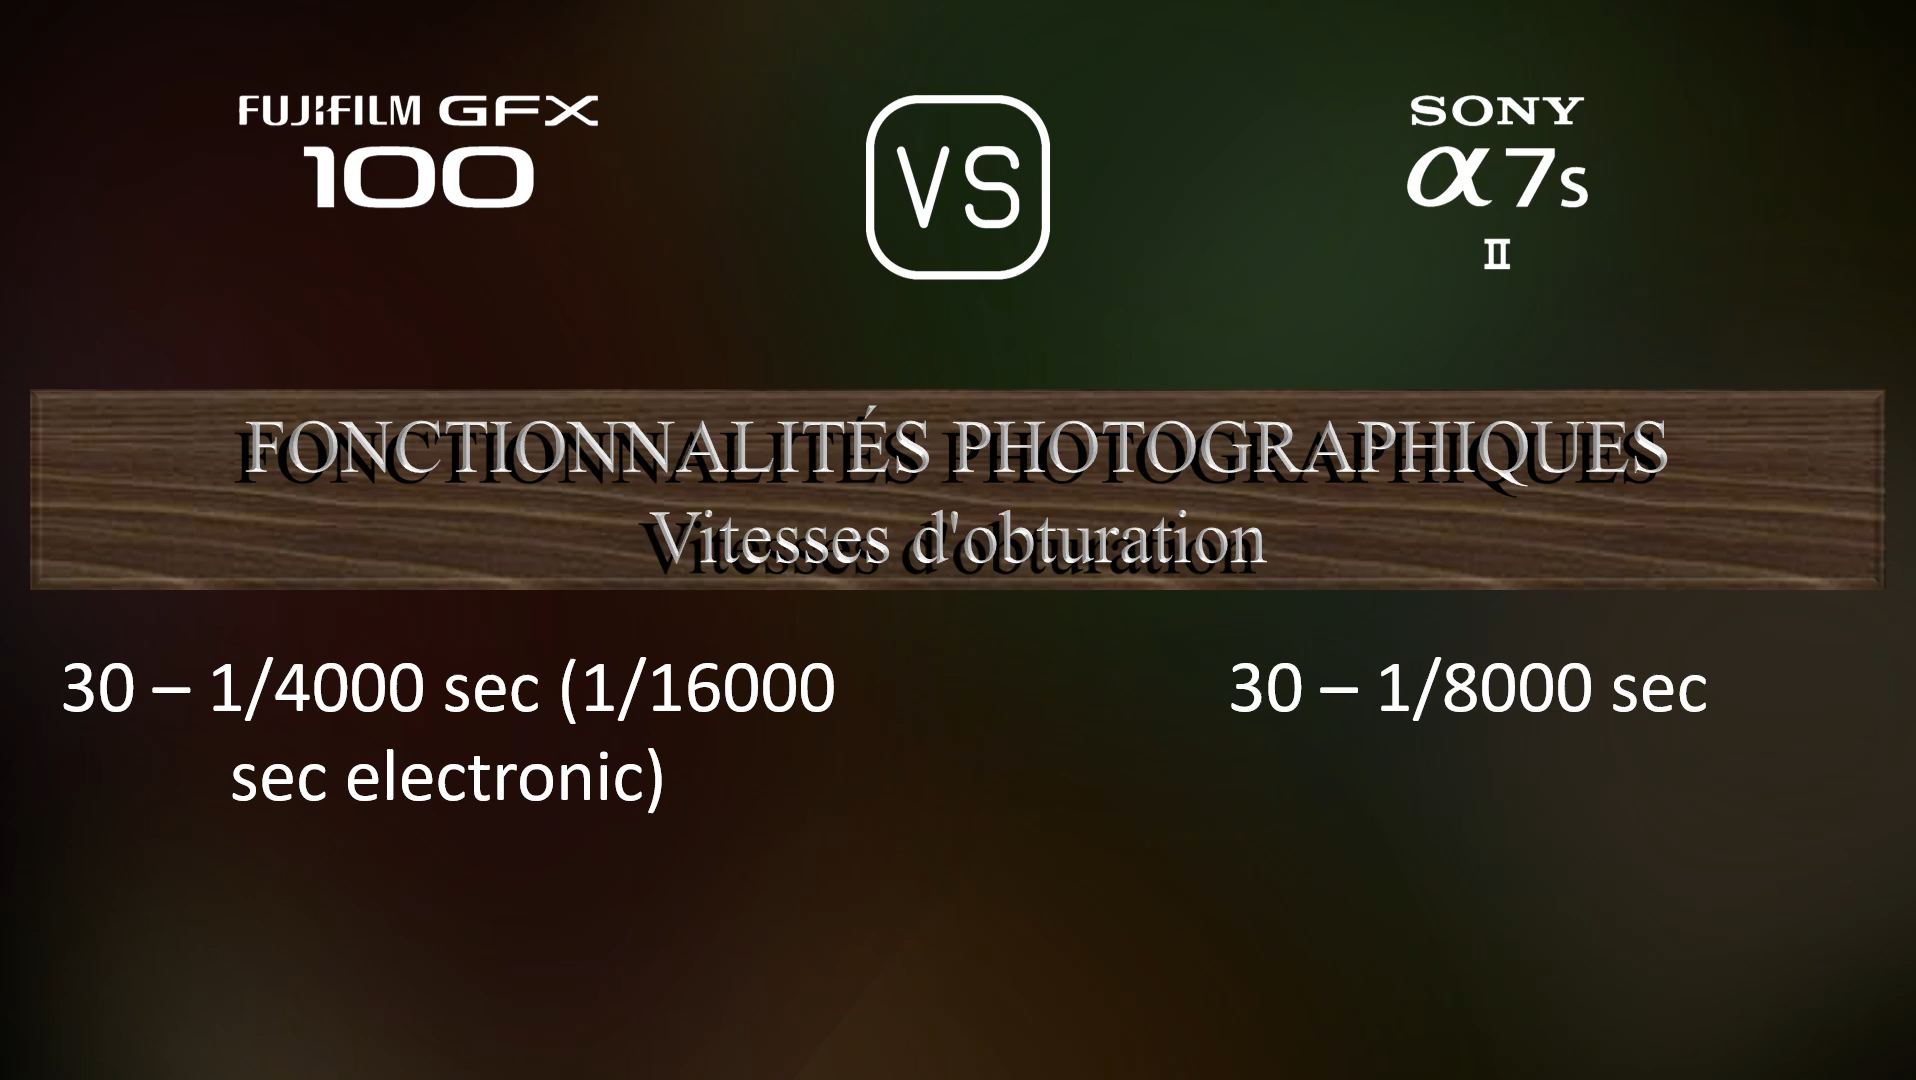 FUJIFILM GFX
100
VS
SONY
α7s
II
FONCTIONNALITÉS PHOTOGRAPHIQUES
Vitesses d'obturation
30 – 1/4000 sec (1/16000
sec electronic)
30 – 1/8000 sec